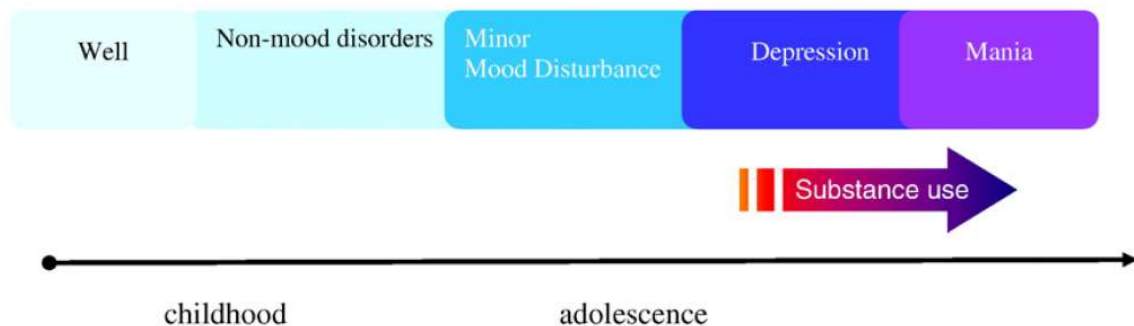 Well
Non-mood disorders
Minor
Mood Disturbance
Depression
Mania
Substance use
childhood
adolescence